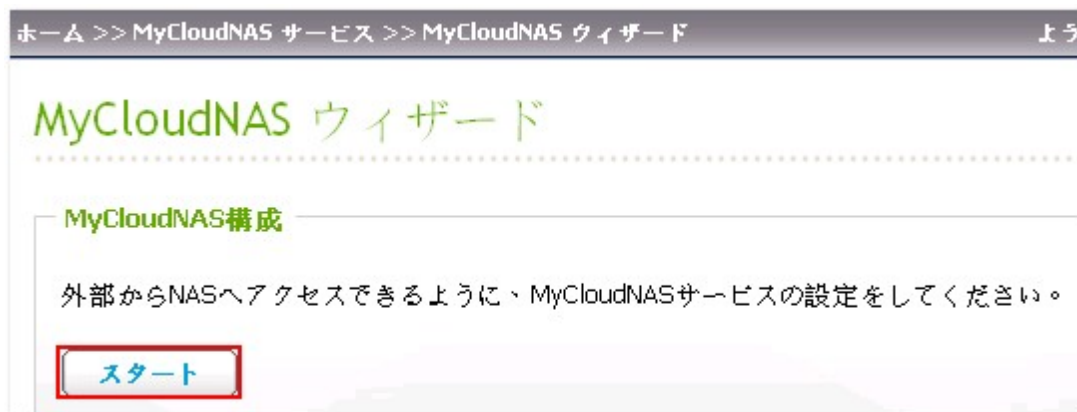 ホーム >> MyCloudNAS サービス >> MyCloudNAS ウィザード よう
MyCloudNAS ウィザード
MyCloudNAS構成
外部からNASへアクセスできるように、MyCloudNASサービスの設定をしてください。
スタート